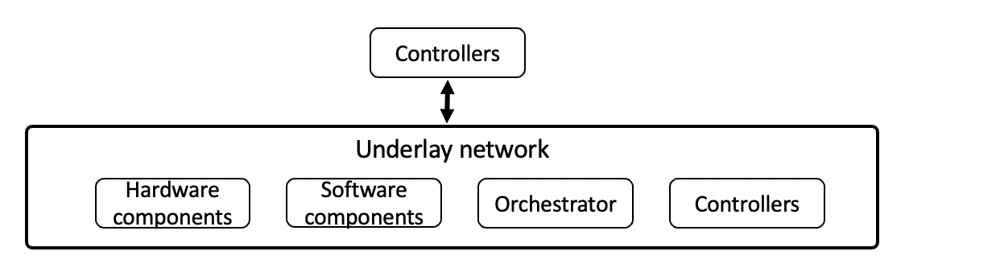 Controllers
Underlay network
Hardware
components
Software
components
Orchestrator
Controllers